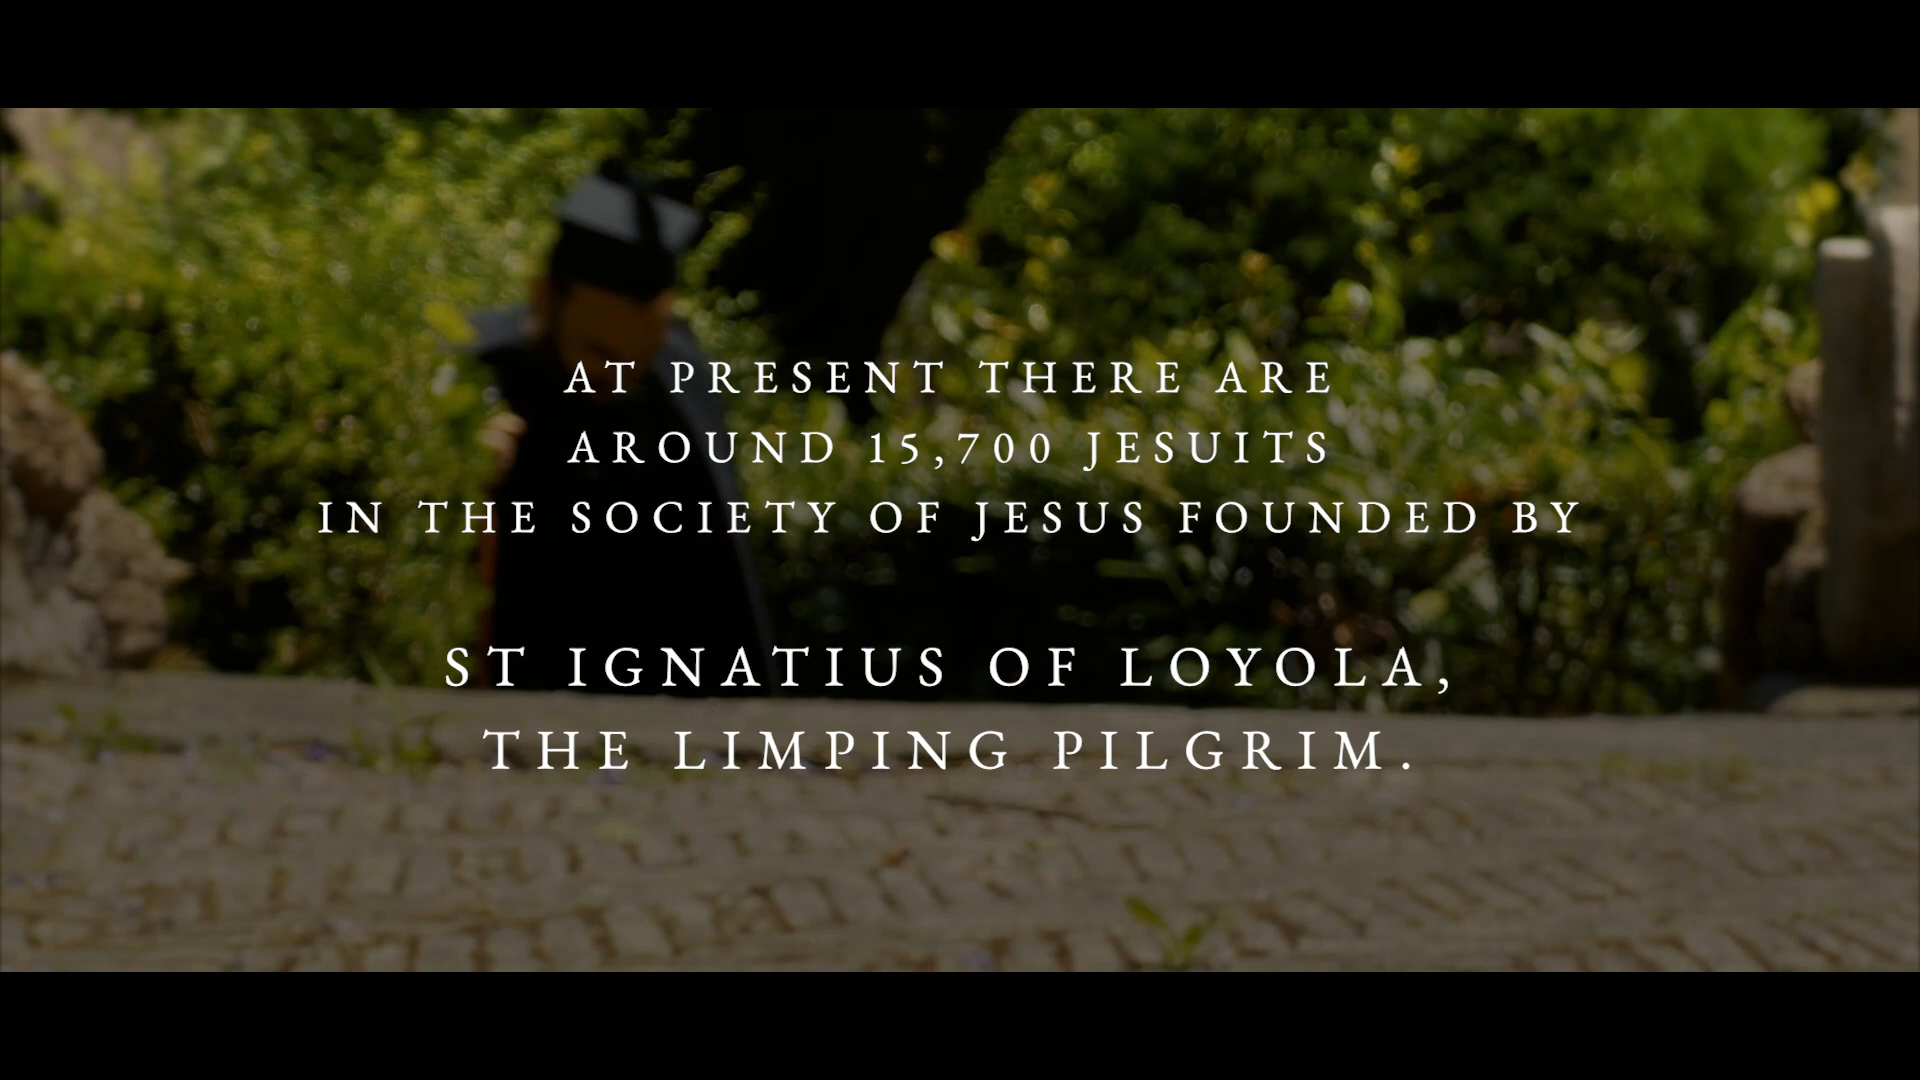 AT PRESENT THERE ARE
AROUND 15,700 JESUITS
IN THE SOCIETY OF JESUS FOUNDED BY
ST IGNATIUS OF LOYOLA,
THE LIMPING PILGRIM.